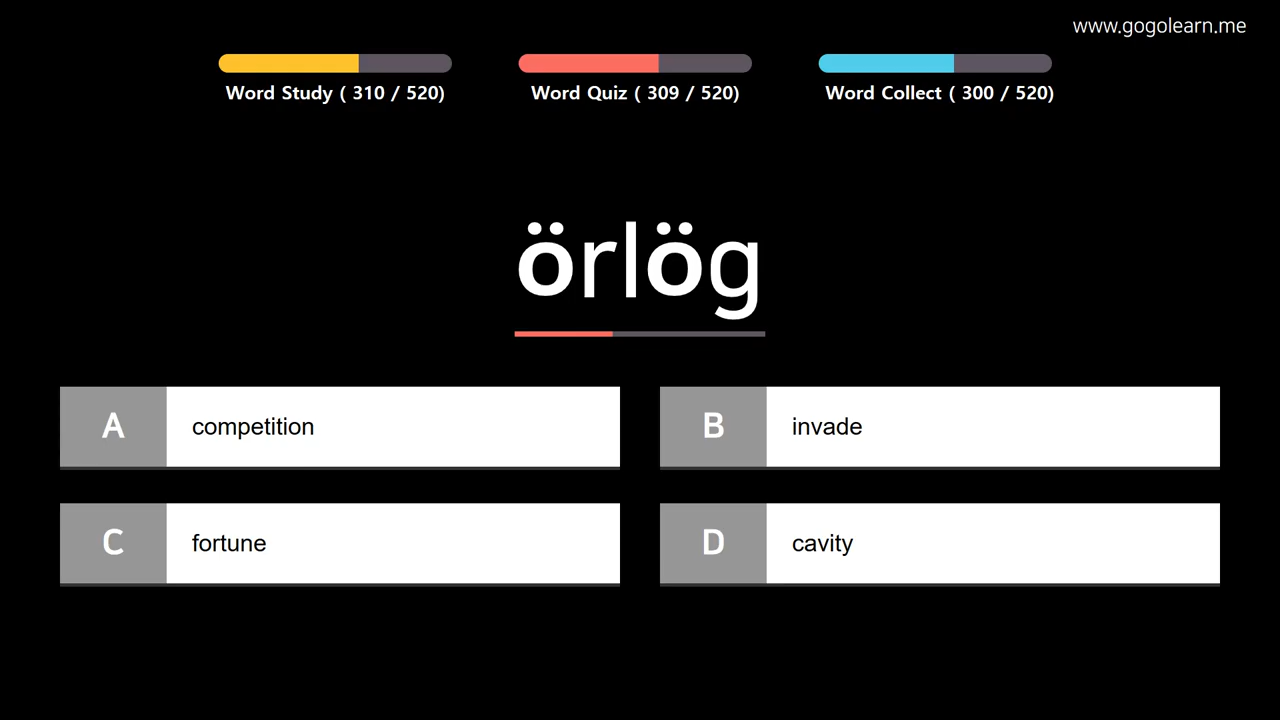 www.gogolearn.me
Word Study ( 310 / 520)
Word Quiz ( 309 / 520)
Word Collect ( 300 / 520)
örlög
A competition
B invade
C fortune
D cavity